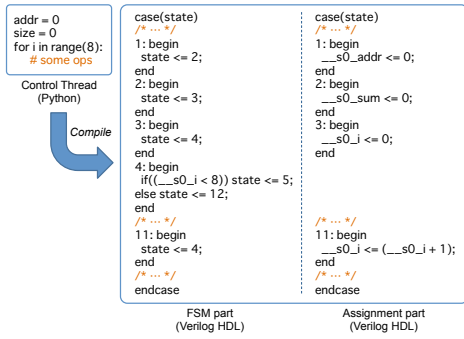 addr = 0
size = 0
for i in range(8):
# some ops
Control Thread
(Python)
Compile
case(state)
/* … */
1: begin
state <= 2;
end
2: begin
state <= 3;
end
3: begin
state <= 4;
end
4: begin
if((__s0_i < 8)) state <= 5;
else state <= 12;
end
/* … */
11: begin
state <= 4;
end
/* … */
endcase
FSM part
(Verilog HDL)
case(state)
/* … */
1: begin
__s0_addr <= 0;
end
2: begin
__s0_sum <= 0;
end
3: begin
__s0_i <= 0;
end
/* … */
11: begin
__s0_i <= (__s0_i + 1);
end
/* … */
endcase
Assignment part
(Verilog HDL)